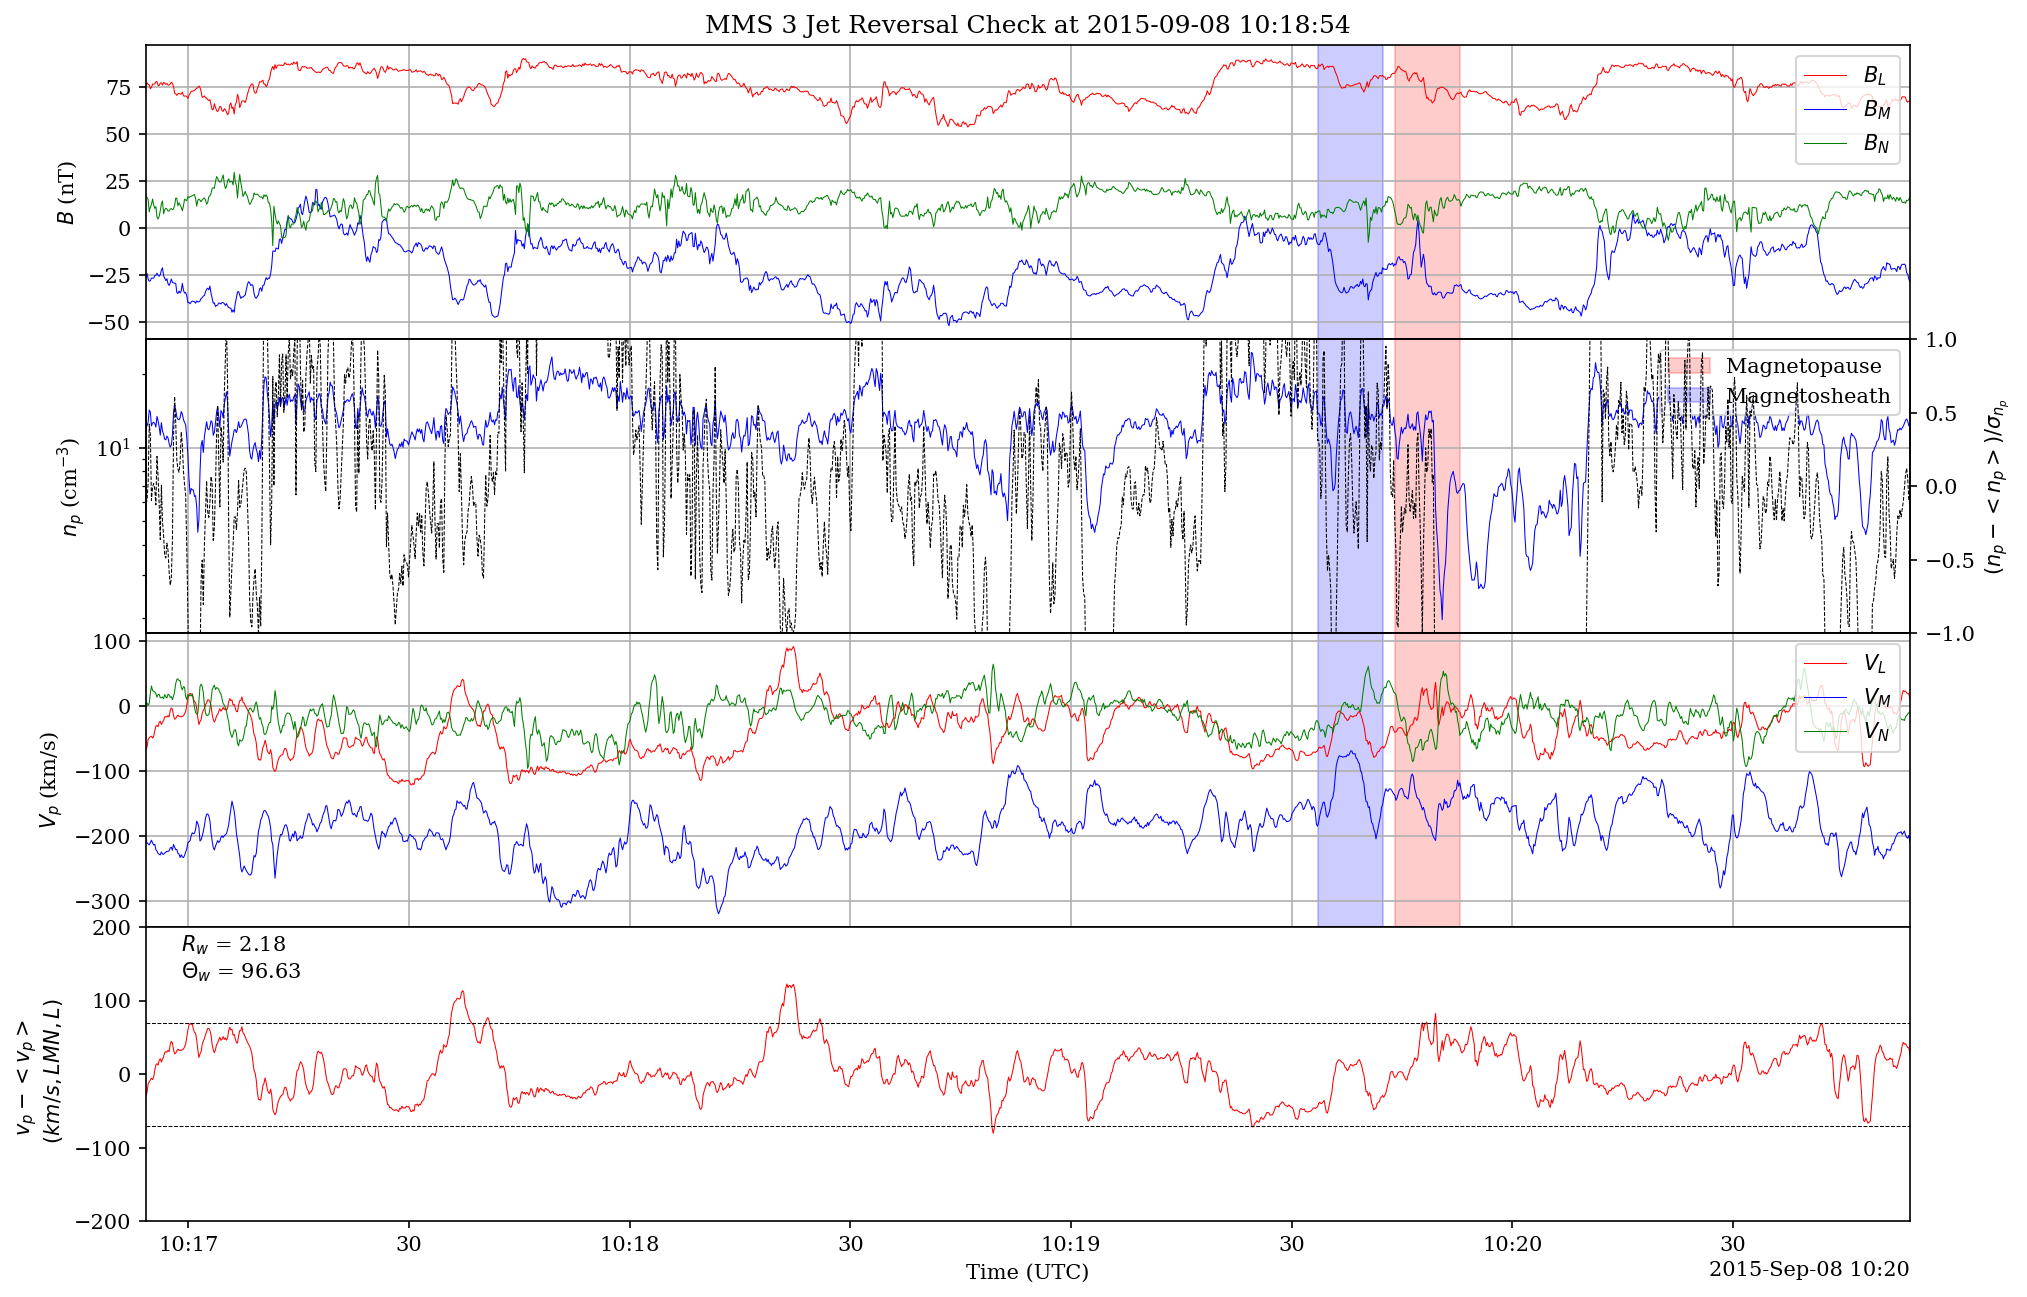 MMS 3 Jet Reversal Check at 2015-09-08 10:18:54
75
50
25
0
−25
−50
B (nT)
B_L
B_M
B_N
10^1
n_p (cm^−3)
1.0
0.5
0.0
−0.5
−1.0
(n_p − < n_p >)/σ_{n_p}
Magnetopause
Magnetosheath
100
0
−100
−200
−300
V_p (km/s)
V_L
V_M
V_N
200
100
0
−100
−200
v_p − < v_p >
(km/s, LMN, L)
R_w = 2.18
Θ_w = 96.63
10:17
30
10:18
30
10:19
30
10:20
30
Time (UTC)
2015-Sep-08 10:20